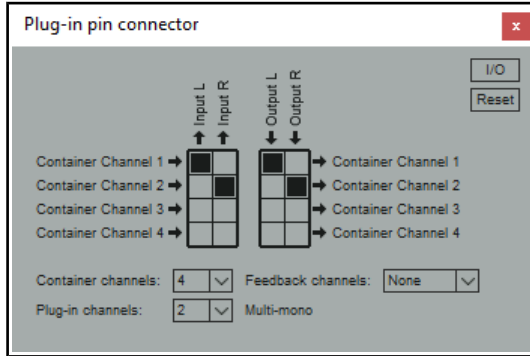 Plug-in pin connector
x
I/O
Reset
Input L
Input R
Output L
Output R
Container Channel 1 Container Channel 1
Container Channel 2 Container Channel 2
Container Channel 3 Container Channel 3
Container Channel 4 Container Channel 4
Container channels: 4 Feedback channels: None
Plug-in channels: 2 Multi-mono